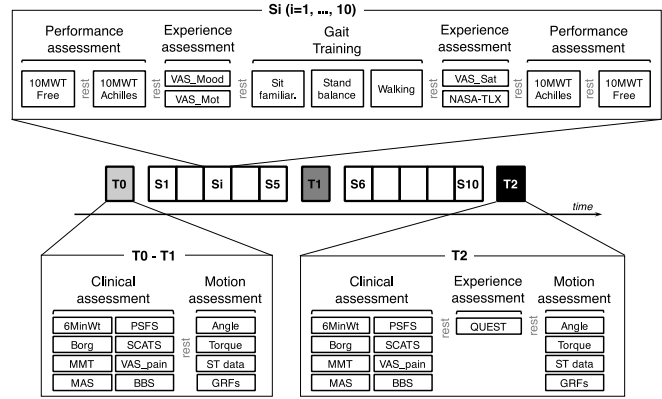 Si (i=1, ..., 10)
Performance
assessment
Experience
assessment
Gait
Training
Experience
assessment
Performance
assessment
10MWT
Free
rest
10MWT
Achilles
rest
VAS_Mood
VAS_Mot
rest
Sit
familiar.
Stand
balance
Walking
rest
VAS_Sat
NASA-TLX
rest
10MWT
Achilles
rest
10MWT
Free
T0 S1 Si S5 T1 S6 S10 T2
time
T0 - T1
Clinical
assessment
Motion
assessment
6MinWt PSFS
Borg SCATS
MMT VAS_pain
MAS BBS
rest
Angle
Torque
ST data
GRFs
T2
Clinical
assessment
Experience
assessment
Motion
assessment
6MinWt PSFS
Borg SCATS
MMT VAS_pain
MAS BBS
rest
QUEST
rest
Angle
Torque
ST data
GRFs